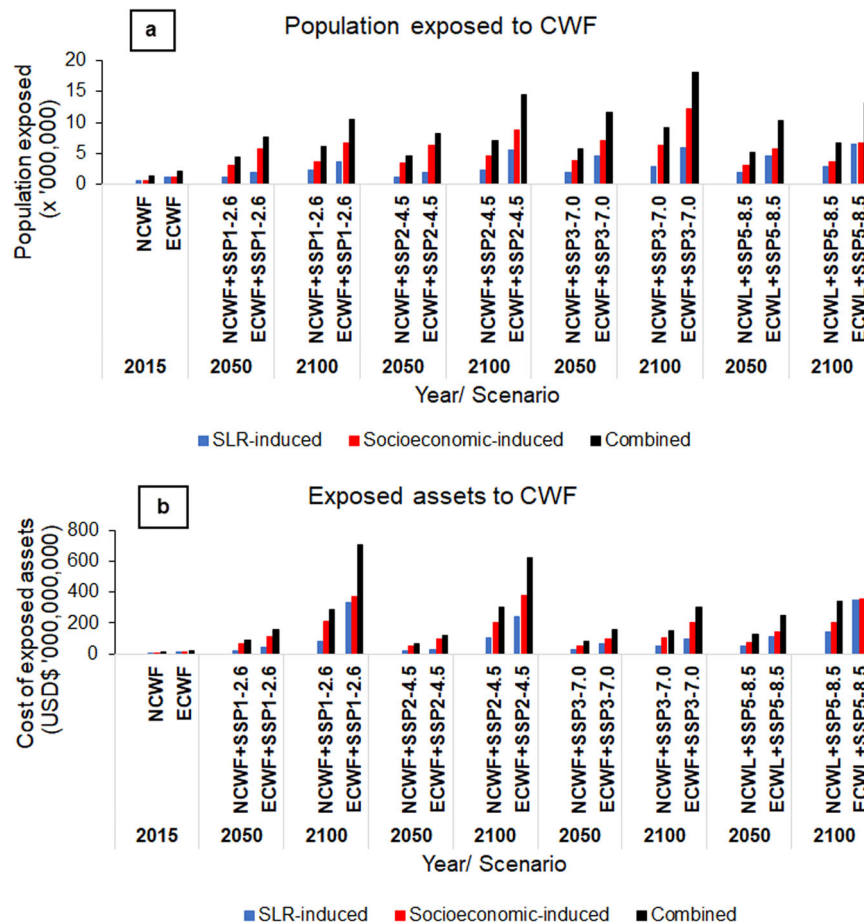 a
Population exposed to CWF
Population exposed
(x '000,000)
20
15
10
5
0
NCWF
ECWF
NCWF+SSP1-2.6
ECWF+SSP1-2.6
NCWF+SSP1-2.6
ECWF+SSP1-2.6
NCWF+SSP2-4.5
ECWF+SSP2-4.5
NCWF+SSP2-4.5
ECWF+SSP2-4.5
NCWF+SSP3-7.0
ECWF+SSP3-7.0
NCWF+SSP3-7.0
ECWF+SSP3-7.0
NCWL+SSP5-8.5
ECWL+SSP5-8.5
NCWL+SSP5-8.5
ECWL+SSP5-8.5
2015 2050 2100 2050 2100 2050 2100 2050 2100
Year/ Scenario
SLR-induced Socioeconomic-induced Combined
b
Exposed assets to CWF
Cost of exposed assets
(USD$ '000,000,000)
800
600
400
200
0
NCWF
ECWF
NCWF+SSP1-2.6
ECWF+SSP1-2.6
NCWF+SSP1-2.6
ECWF+SSP1-2.6
NCWF+SSP2-4.5
ECWF+SSP2-4.5
NCWF+SSP2-4.5
ECWF+SSP2-4.5
NCWF+SSP3-7.0
ECWF+SSP3-7.0
NCWF+SSP3-7.0
ECWF+SSP3-7.0
NCWL+SSP5-8.5
ECWL+SSP5-8.5
NCWL+SSP5-8.5
ECWL+SSP5-8.5
2015 2050 2100 2050 2100 2050 2100 2050 2100
Year/ Scenario
SLR-induced Socioeconomic-induced Combined